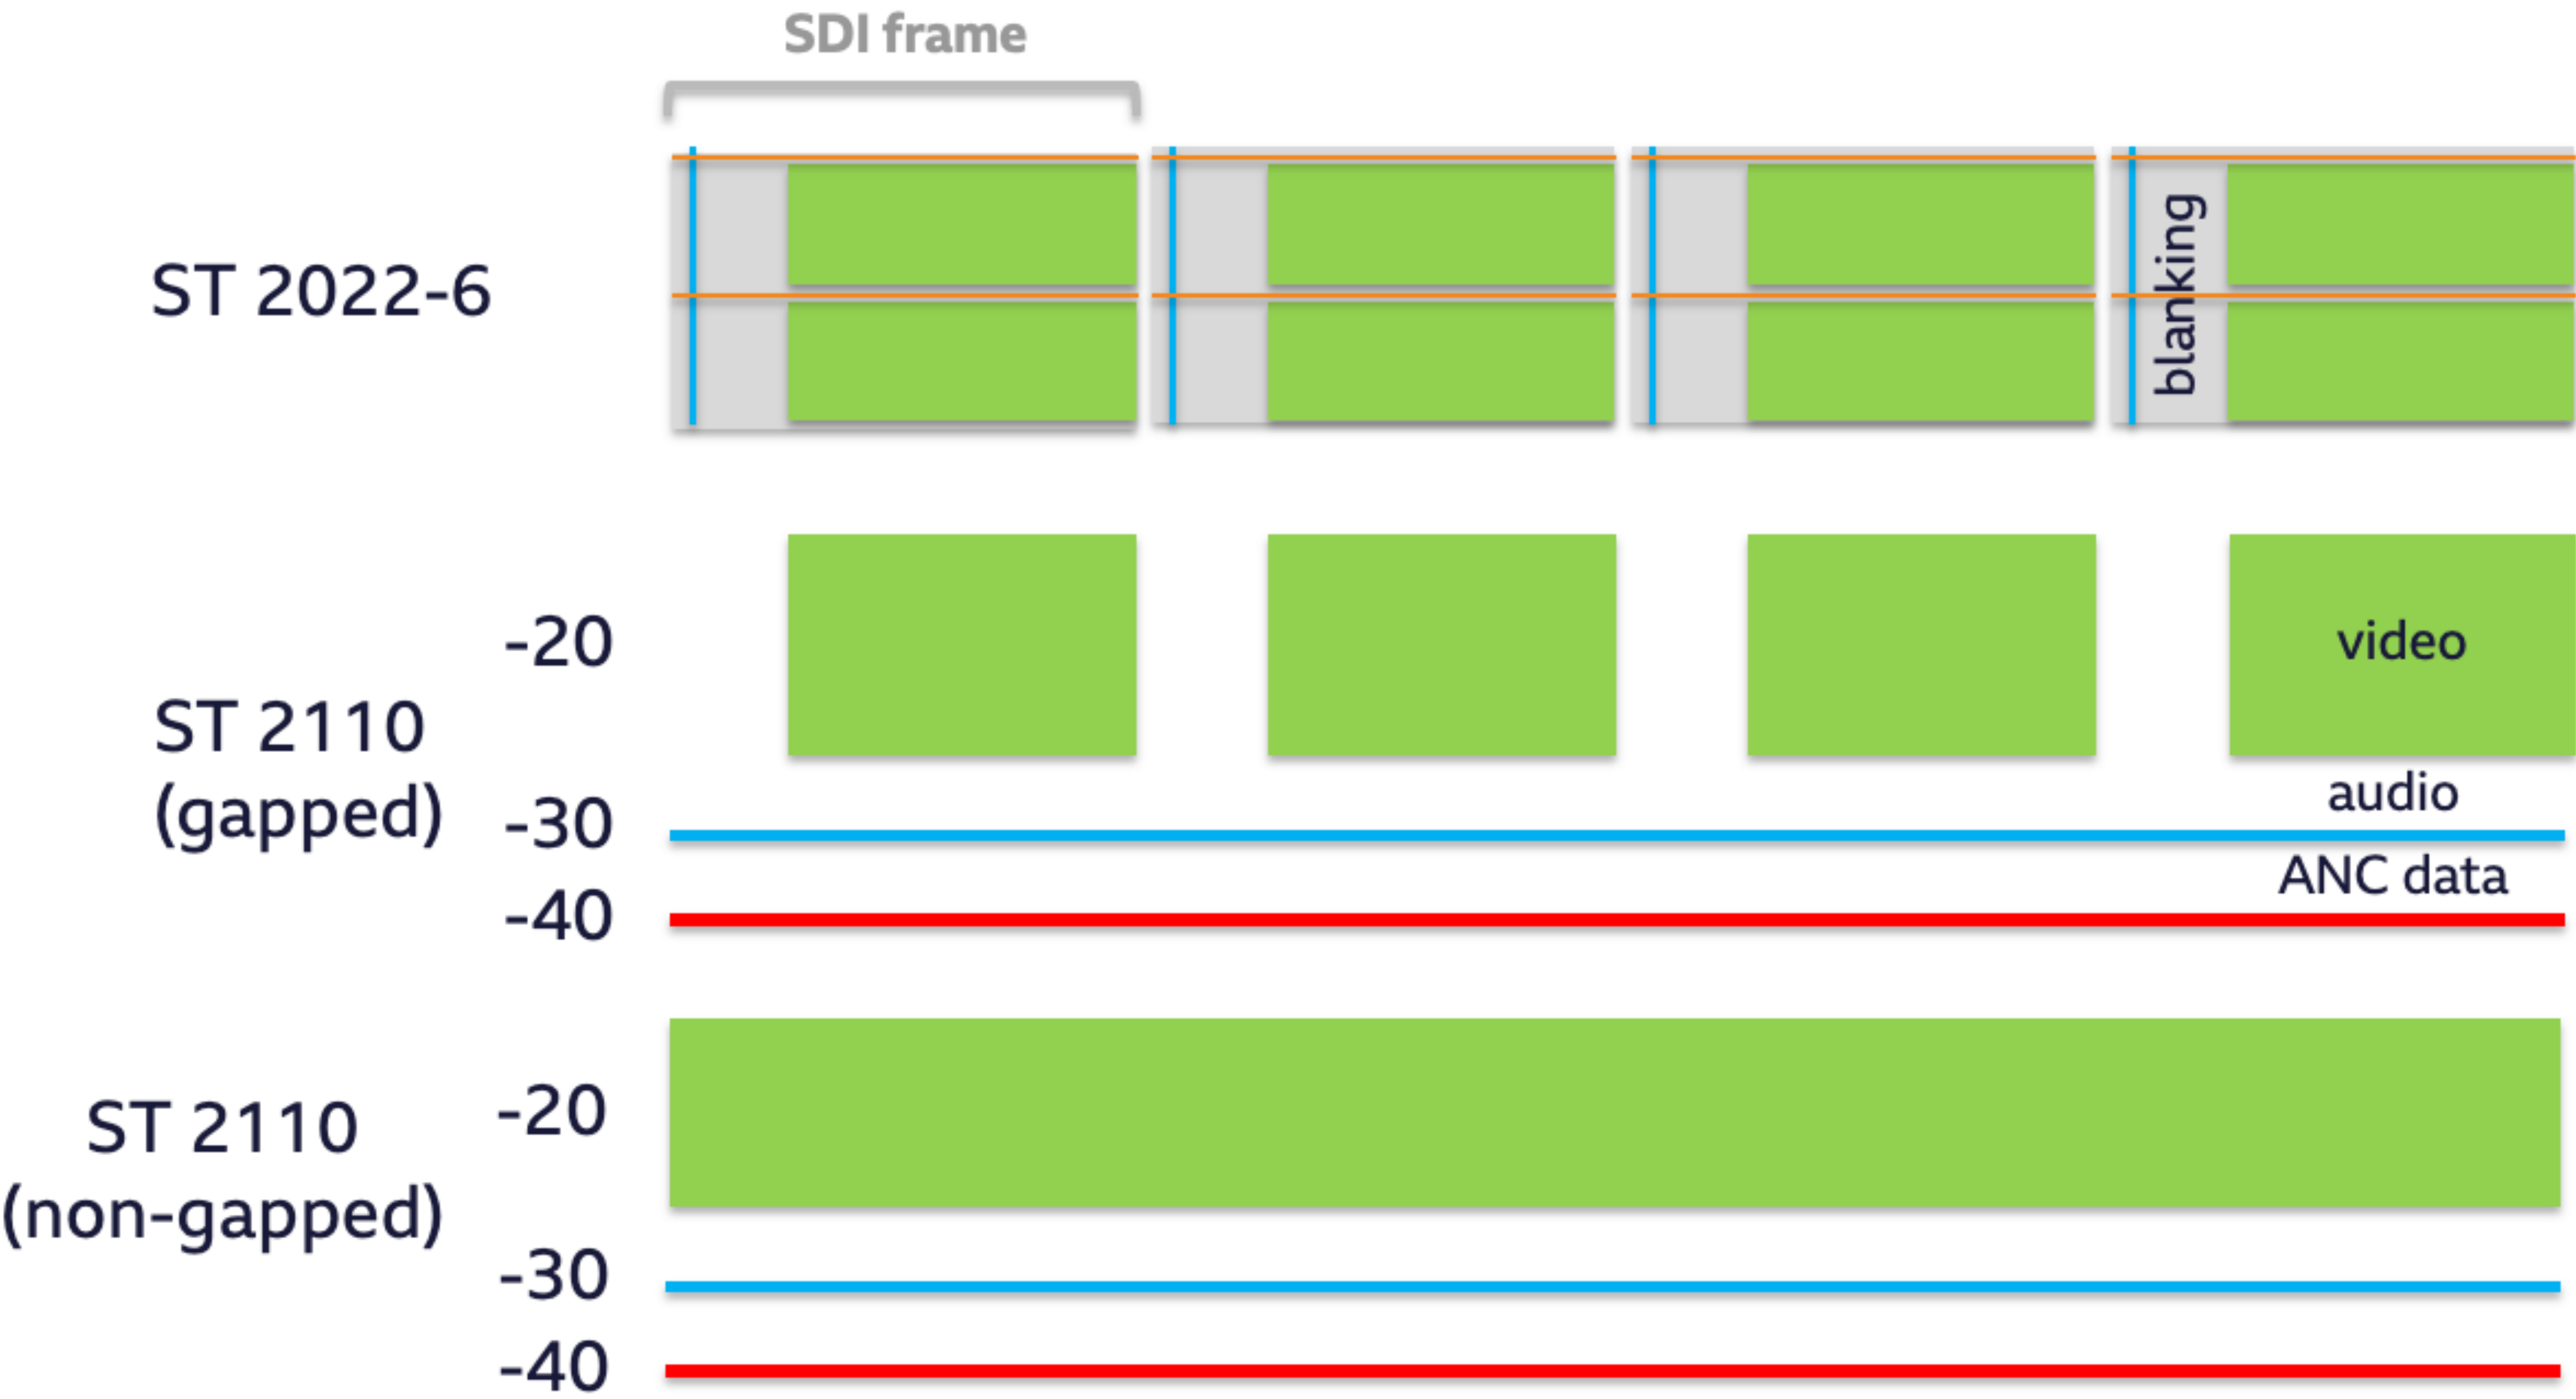 SDI frame
ST 2022-6
blanking
-20
video
ST 2110
(gapped)
audio
-30
ANC data
-40
-20
ST 2110
(non-gapped)
-30
-40